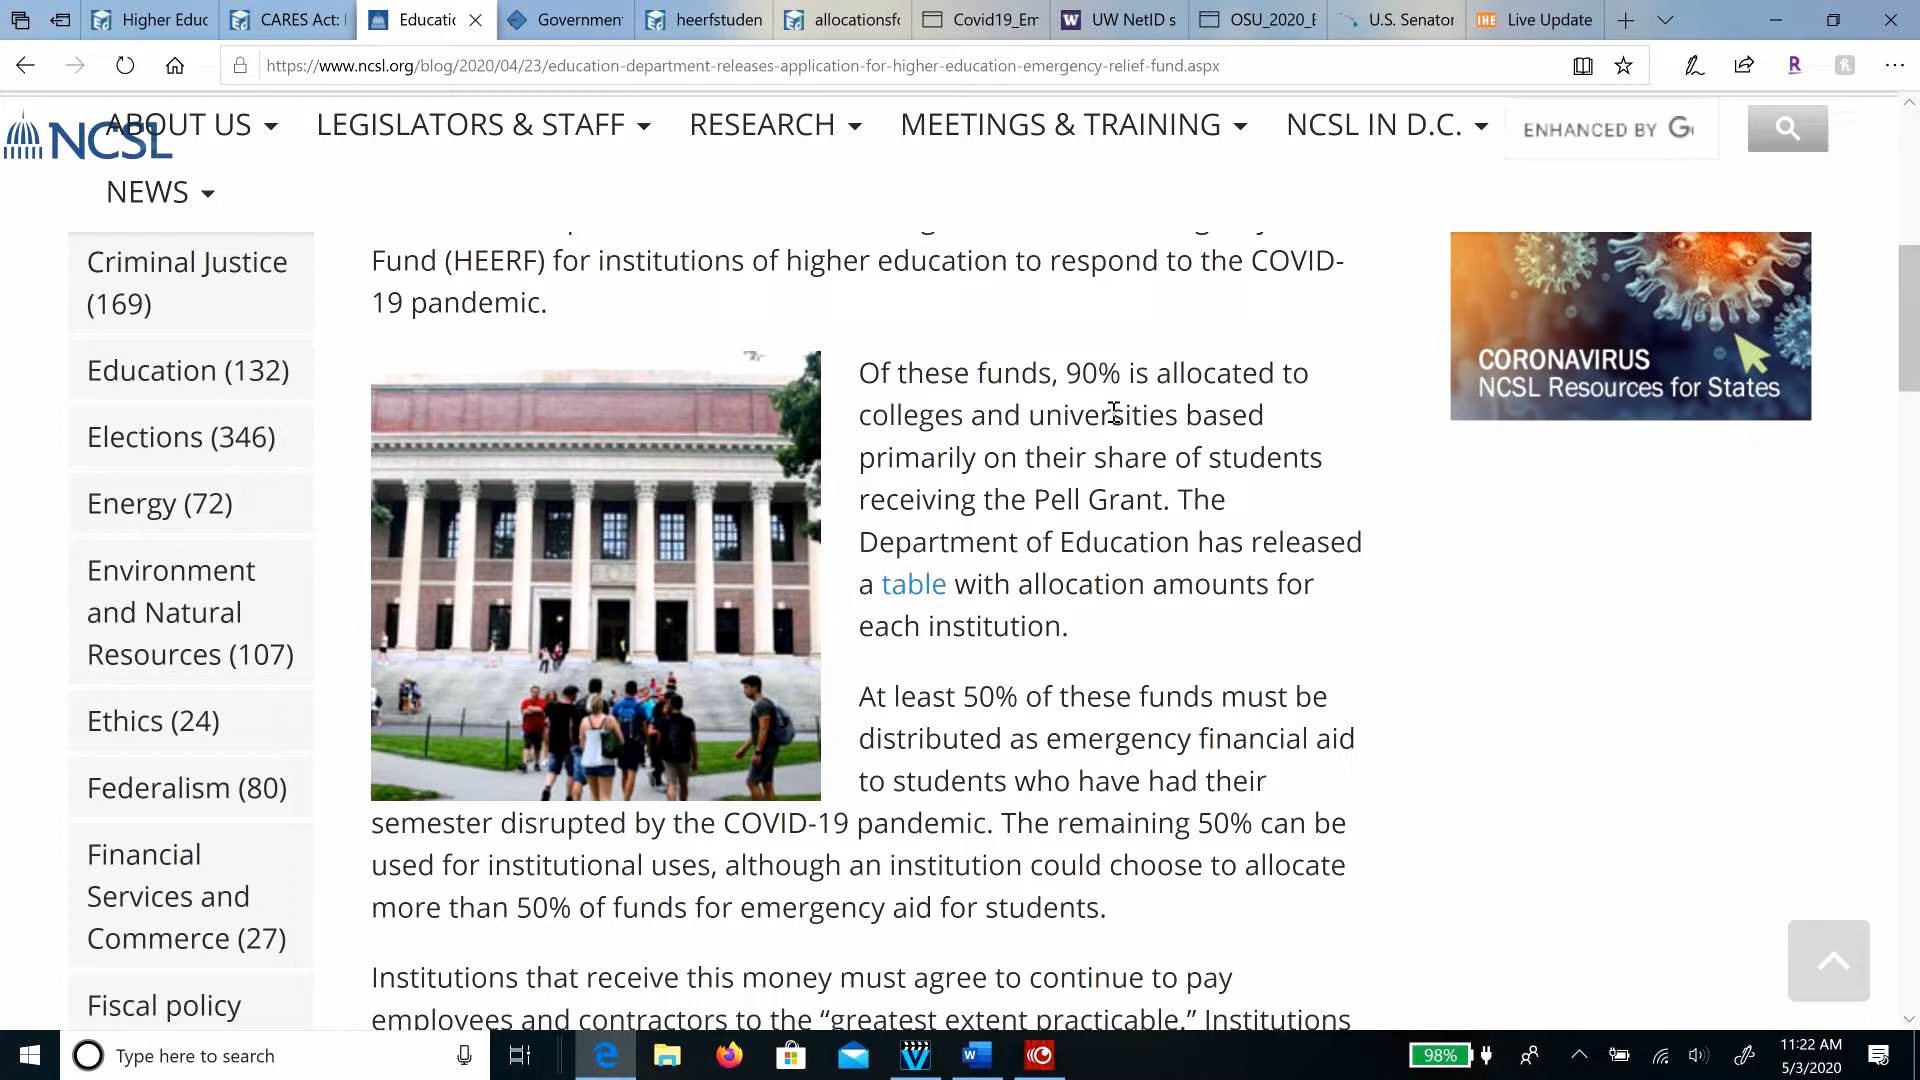 Higher Educ
CARES Act:
Educatic
Governmen
heerfstuden
allocationsfo
Covid19_Em
UW NetID s
OSU_2020_E
U.S. Senator
IHE Live Update
https://www.ncsl.org/blog/2020/04/23/education-department-releases-application-for-higher-education-emergency-relief-fund.aspx
NCSL
ABOUT US
LEGISLATORS & STAFF
RESEARCH
MEETINGS & TRAINING
NCSL IN D.C.
ENHANCED BY G
NEWS
Criminal Justice
(169)
Education (132)
Elections (346)
Energy (72)
Environment
and Natural
Resources (107)
Ethics (24)
Federalism (80)
Financial
Services and
Commerce (27)
Fiscal policy
Fund (HEERF) for institutions of higher education to respond to the COVID-
19 pandemic.
Of these funds, 90% is allocated to
colleges and universities based
primarily on their share of students
receiving the Pell Grant. The
Department of Education has released
a table with allocation amounts for
each institution.
At least 50% of these funds must be
distributed as emergency financial aid
to students who have had their
semester disrupted by the COVID-19 pandemic. The remaining 50% can be
used for institutional uses, although an institution could choose to allocate
more than 50% of funds for emergency aid for students.
Institutions that receive this money must agree to continue to pay
employees and contractors to the “greatest extent practicable.” Institutions
CORONAVIRUS
NCSL Resources for States
Type here to search
98%
11:22 AM
5/3/2020